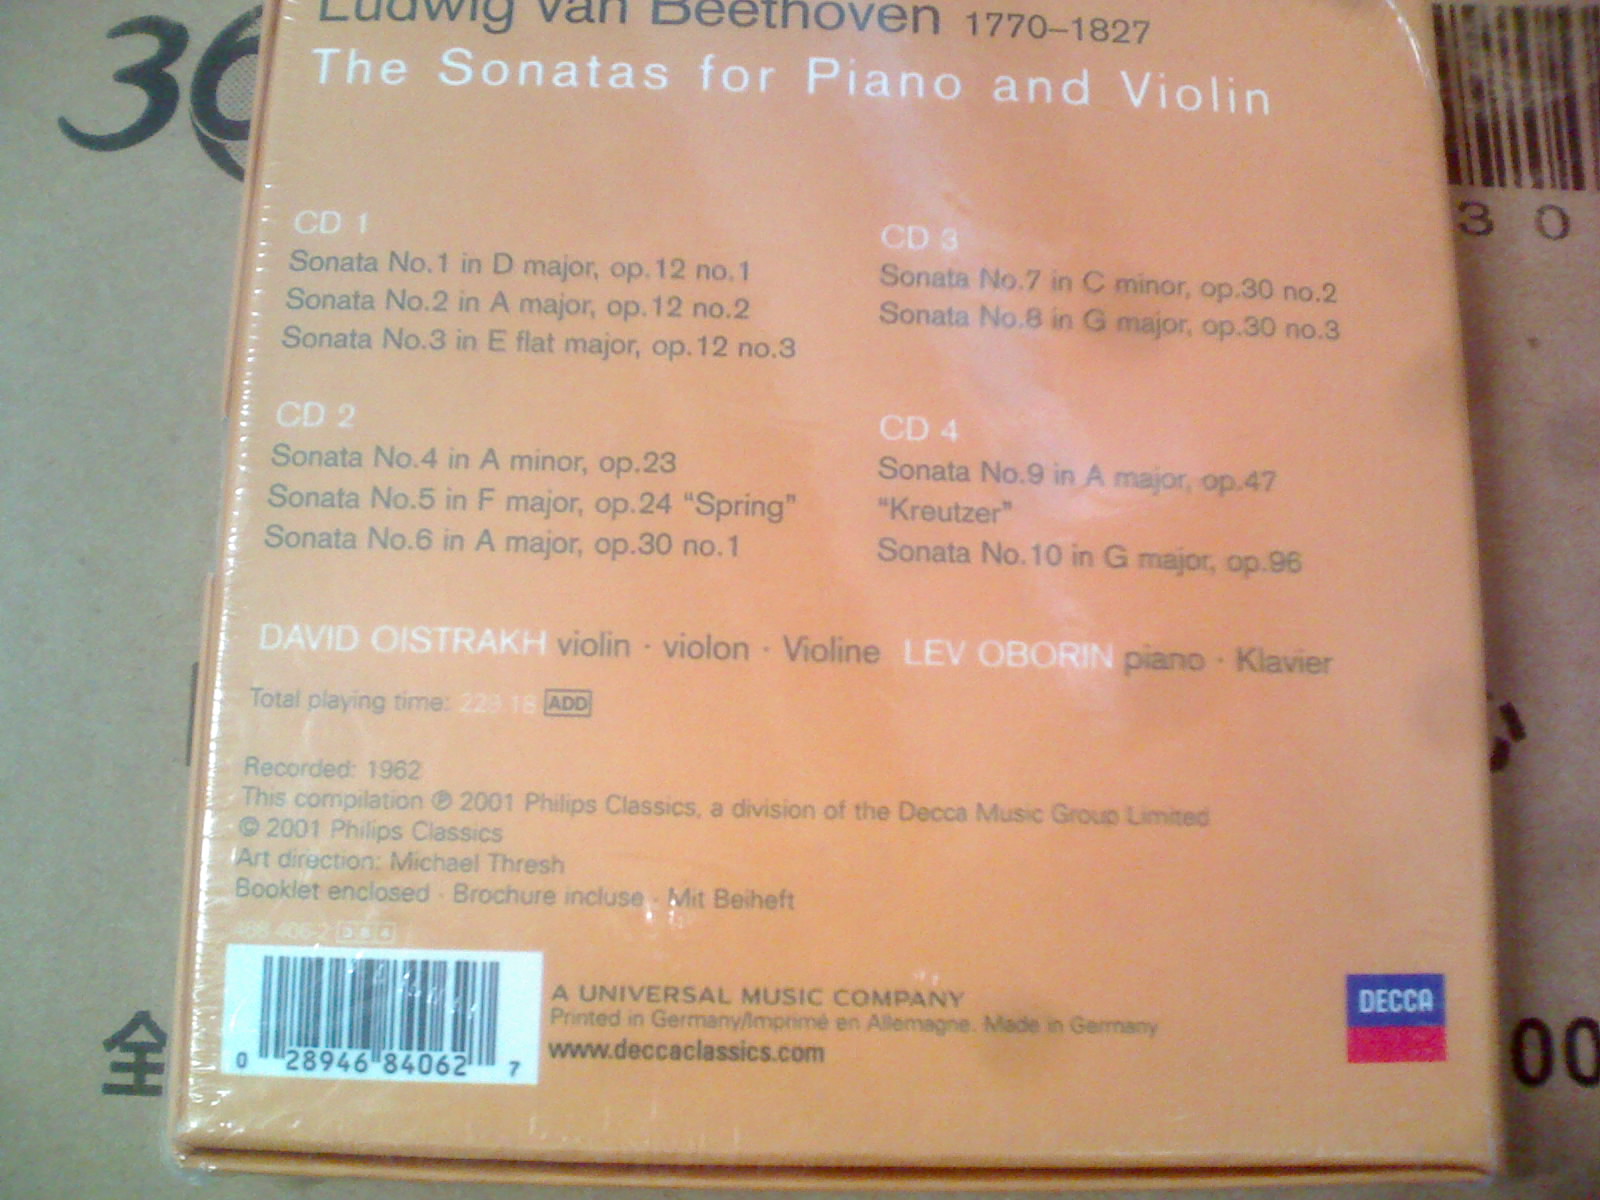 36
Ludwig van Beethoven 1770–1827
The Sonatas for Piano and Violin
30
CD 1
Sonata No.1 in D major, op.12 no.1
Sonata No.2 in A major, op.12 no.2
Sonata No.3 in E flat major, op.12 no.3
CD 2
Sonata No.4 in A minor, op.23
Sonata No.5 in F major, op.24 “Spring”
Sonata No.6 in A major, op.30 no.1
CD 3
Sonata No.7 in C minor, op.30 no.2
Sonata No.8 in G major, op.30 no.3
CD 4
Sonata No.9 in A major, op.47
“Kreutzer”
Sonata No.10 in G major, op.96
DAVID OISTRAKH violin · violon · Violine LEV OBORIN piano · Klavier
Total playing time: ADD
Recorded: 1962
This compilation ℗ 2001 Philips Classics, a division of the Decca Music Group Limited
© 2001 Philips Classics
Art direction: Michael Thresh
Booklet enclosed · Brochure incluse · Mit Beiheft
468 406-2
0 28946 84062 7
A UNIVERSAL MUSIC COMPANY
Printed in Germany/Imprimé en Allemagne. Made in Germany
www.deccaclassics.com
DECCA
全
00